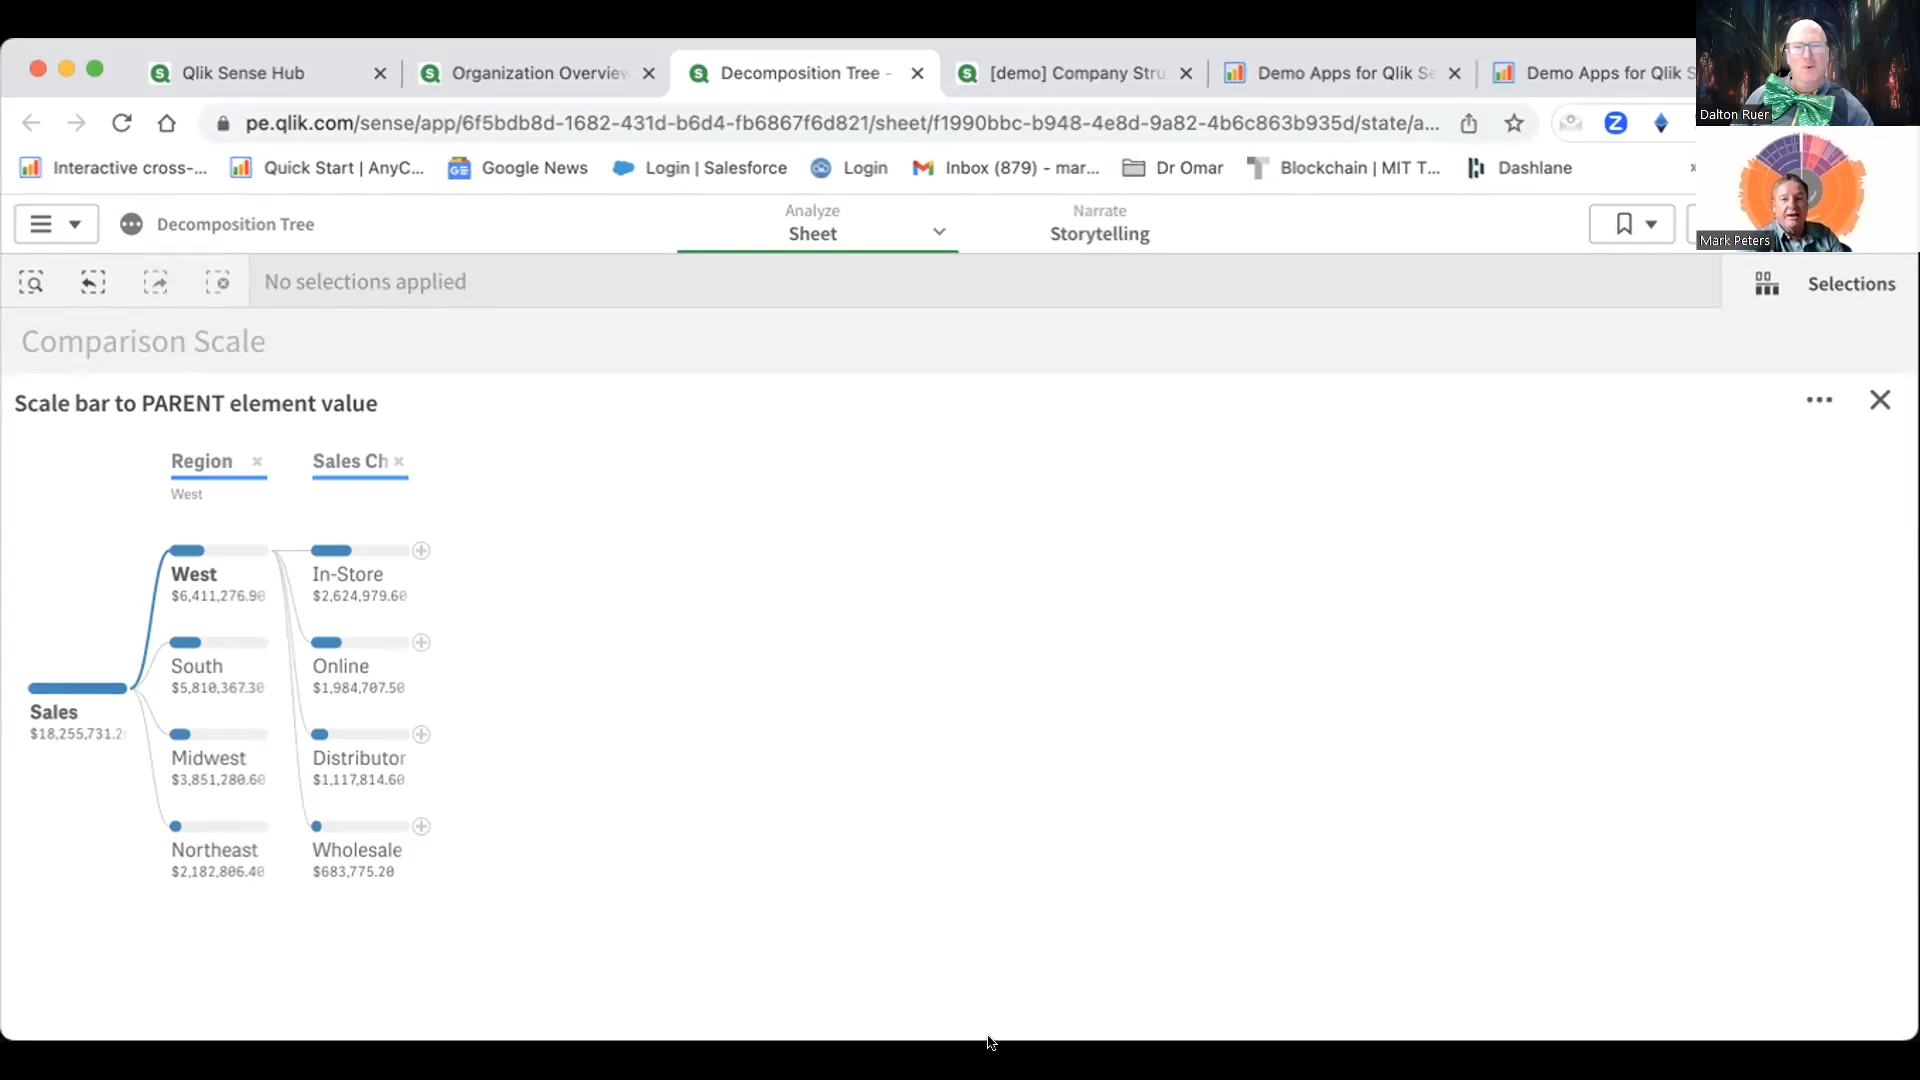 Qlik Sense Hub
Organization Overview
Decomposition Tree -
[demo] Company Stru
Demo Apps for Qlik Se
Demo Apps for Qlik S
Dalton Ruer
pe.qlik.com/sense/app/6f5bdb8d-1682-431d-b6d4-fb6867f6d821/sheet/f1990bbc-b948-4e8d-9a82-4b6c863b935d/state/a...
Interactive cross-...
Quick Start | AnyC...
Google News
Login | Salesforce
Login
Inbox (879) - mar...
Dr Omar
Blockchain | MIT T...
Dashlane
Decomposition Tree
Analyze
Sheet
Narrate
Storytelling
Mark Peters
No selections applied
Selections
Comparison Scale
Scale bar to PARENT element value
Region
West
Sales Ch
Sales
$18,255,731.2
West
$6,411,276.90
South
$5,810,367.30
Midwest
$3,851,280.60
Northeast
$2,182,806.40
In-Store
$2,624,979.60
Online
$1,984,707.50
Distributor
$1,117,814.60
Wholesale
$683,775.20